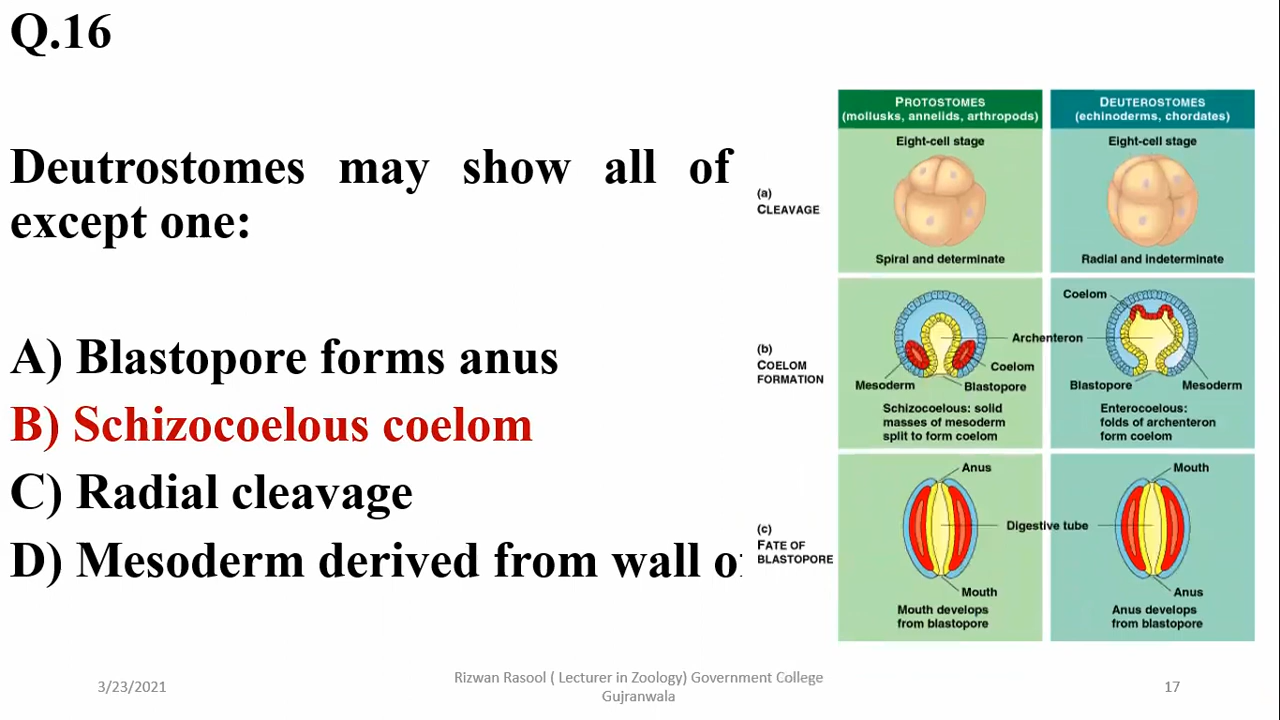 Q.16
Deutrostomes may show all of
except one:
A) Blastopore forms anus
B) Schizocoelous coelom
C) Radial cleavage
D) Mesoderm derived from wall
PROTOSTOMES
(mollusks, annelids, arthropods)
DEUTEROSTOMES
(echinoderms, chordates)
(a)
CLEAVAGE
Eight-cell stage
Spiral and determinate
Eight-cell stage
Radial and indeterminate
(b)
COELOM
FORMATION
Coelom
Archenteron
Coelom
Mesoderm
Blastopore
Blastopore
Mesoderm
Schizocoelous: solid
masses of mesoderm
split to form coelom
Enterocoelous:
folds of archenteron
form coelom
(c)
FATE OF
BLASTOPORE
Anus
Mouth
Digestive tube
Mouth
Anus
Mouth develops
from blastopore
Anus develops
from blastopore
3/23/2021
Rizwan Rasool ( Lecturer in Zoology) Government College
Gujranwala
17